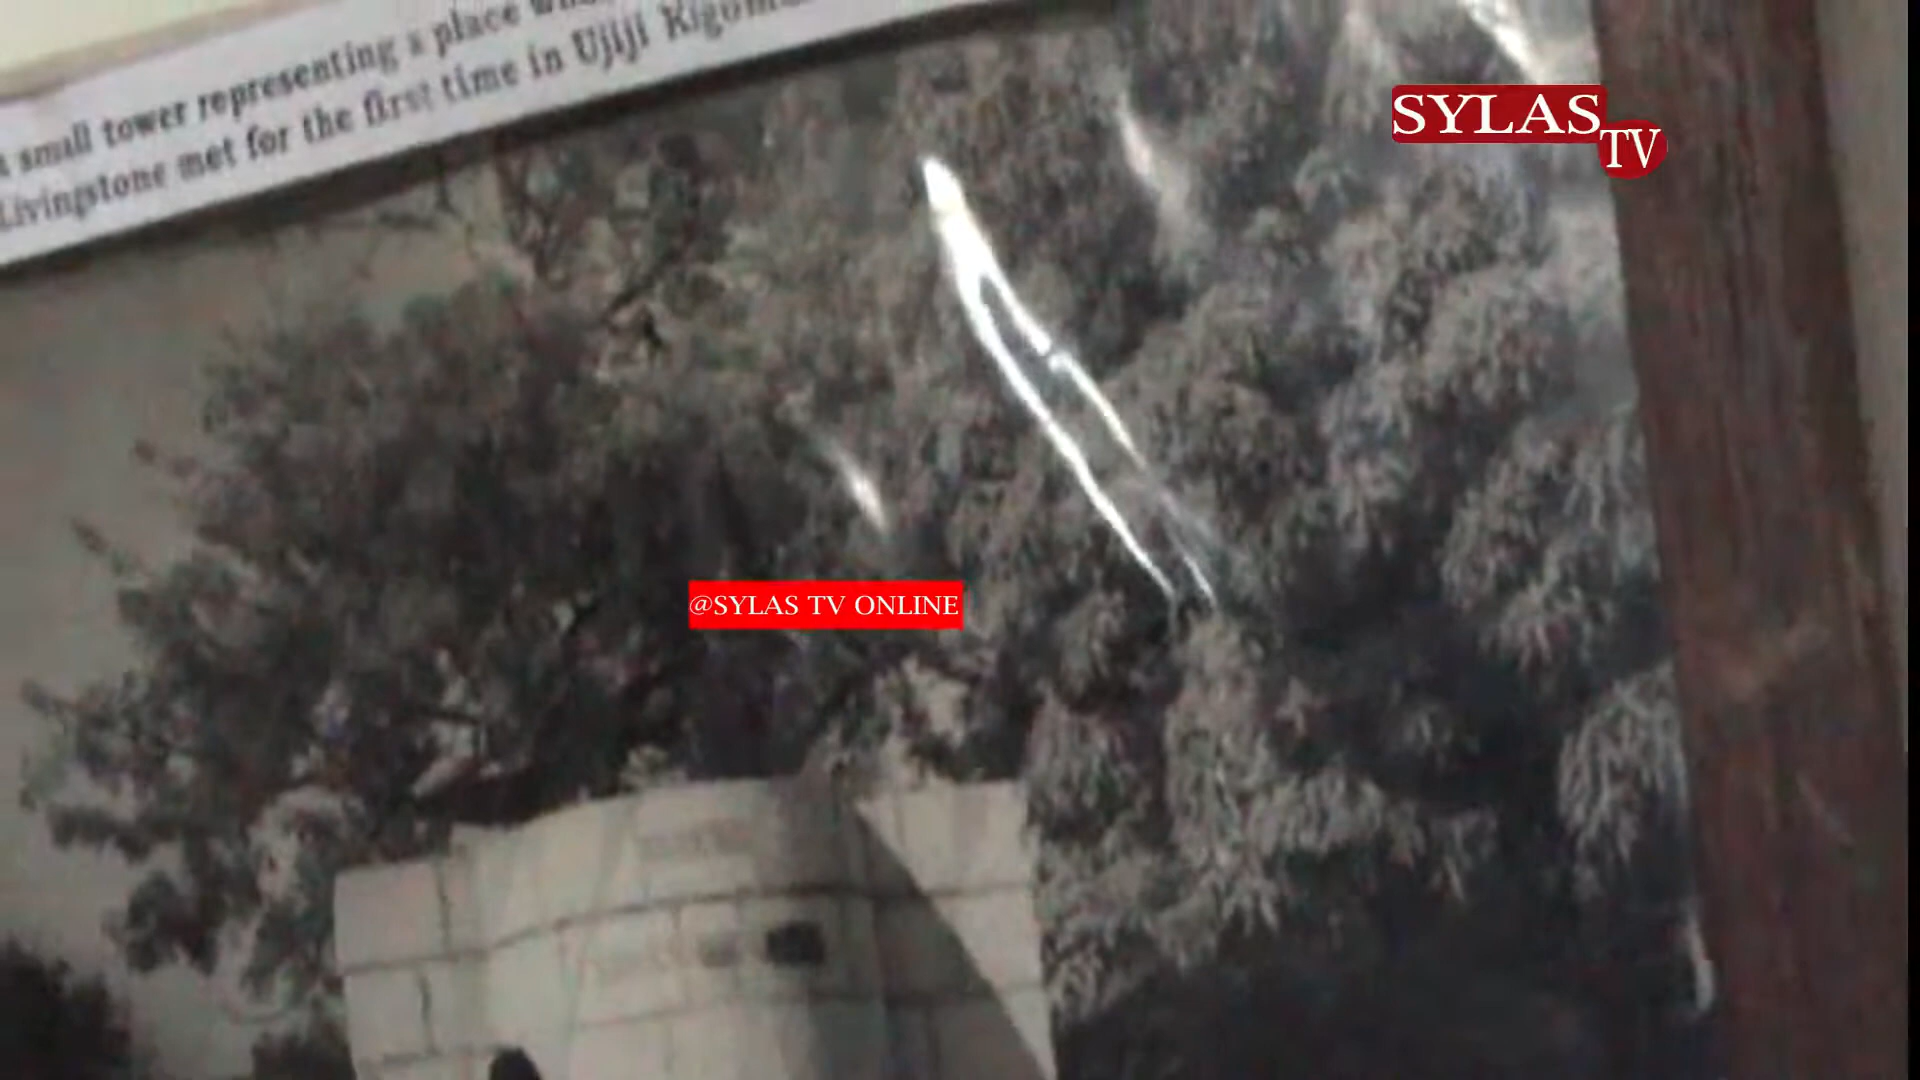 small tower representing a place
Livingstone met for the first time in Ujiji
SYLAS
TV
@SYLAS TV ONLINE